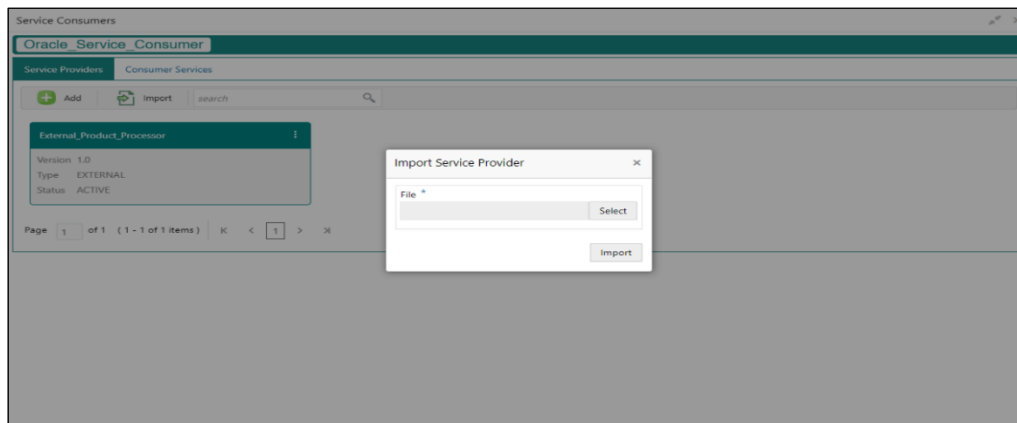 Service Consumers
Oracle_Service_Consumer
Service Providers Consumer Services
Add Import search
External_Product_Processor
Version 1.0
Type EXTERNAL
Status ACTIVE
Page 1 of 1 (1 - 1 of 1 items) K < 1 > >|
Import Service Provider ×
File *
Select
Import